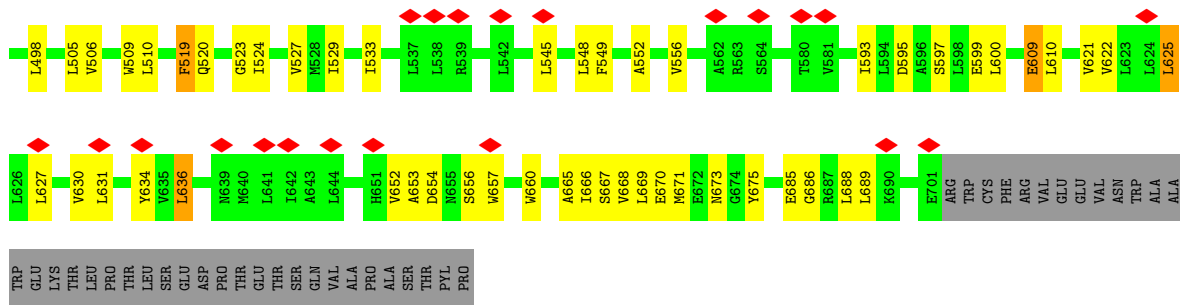 L498 L505 V506 W509 L510 F519 Q520 G523 I524 V527 M528 I529 I533 L537 L538 R539 L542 L545 L548 F549 A552 V556 A562 R563 S564 T580 V581 I593 L594 D595 A596 S597 L598 E599 L600 E609 L610 V621 V622 L623 L624 L625
L626 L627 V630 L631 Y634 V635 L636 N639 M640 L641 I642 A643 L644 H651 V652 A653 D654 N655 S656 W657 W660 A665 I666 S667 V668 L669 E670 M671 E672 N673 G674 Y675 E685 G686 R687 L688 L689 K690 E701 ARG TRP CYS PHE ARG VAL GLU GLU VAL ASN TRP ALA ALA
TRP GLU LYS THR LEU PRO THR LEU SER GLU ASP PRO THR GLU THR SER GLN VAL ALA PRO ALA SER THR PYL PRO